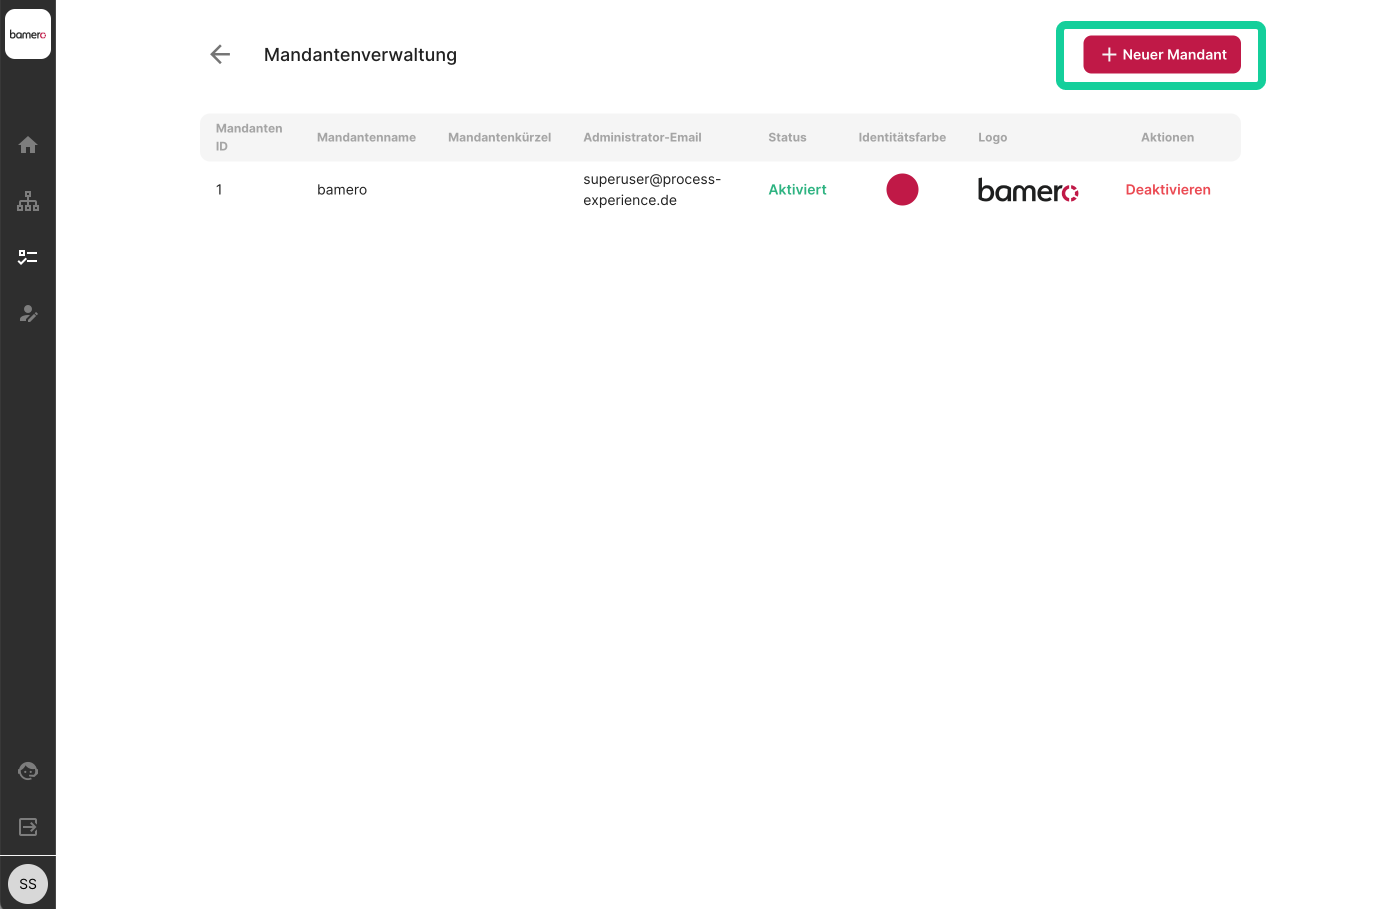 bamero
Mandantenverwaltung
Neuer Mandant
Mandanten ID Mandantenname Mandantenkürzel Administrator-Email Status Identitätsfarbe Logo Aktionen
1 bamero superuser@process-experience.de Aktiviert bamero Deaktivieren
SS